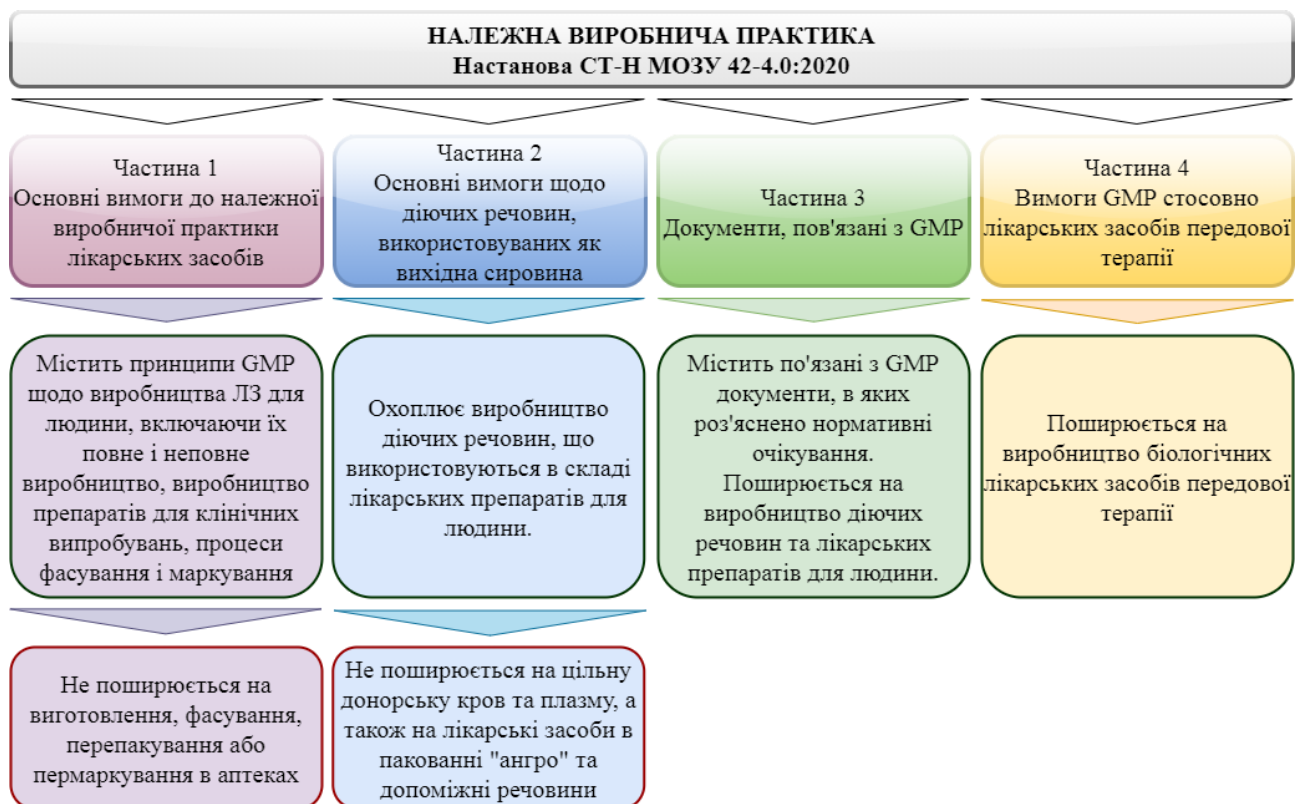 НАЛЕЖНА ВИРОБНИЧА ПРАКТИКА
Настанова СТ-Н МОЗУ 42-4.0:2020
Частина 1
Основні вимоги до належної
виробничої практики
лікарських засобів
Частина 2
Основні вимоги щодо
діючих речовин,
використовуваних як
вихідна сировина
Частина 3
Документи, пов'язані з GMP
Частина 4
Вимоги GMP стосовно
лікарських засобів передової
терапії
Містить принципи GMP
щодо виробництва ЛЗ для
людини, включаючи їх
повне і неповне
виробництво, виробництво
препаратів для клінічних
випробувань, процеси
фасування і маркування
Охоплює виробництво
діючих речовин, що
використовуються в складі
лікарських препаратів для
людини.
Містить по'язані з GMP
документи, в яких
роз'яснено нормативні
очікування.
Поширюється на
виробництво діючих
речовин та лікарських
препаратів для людини.
Поширюється на
виробництво біологічних
лікарських засобів передової
терапії
Не поширюється на
виготовлення, фасування,
перепакування або
пермаркування в аптеках
Не поширюється на цільну
донорську кров та плазму, а
також на лікарські засоби в
пакованні "ангро" та
допоміжні речовини